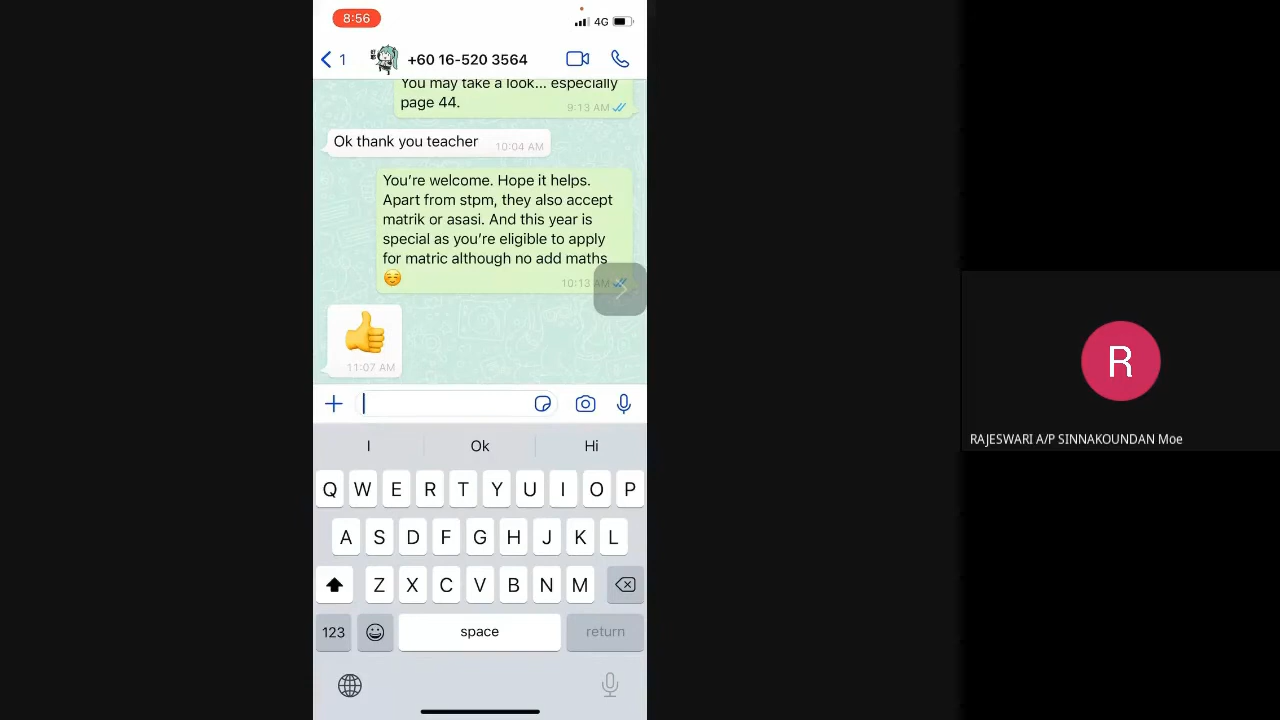 8:56
4G
1
+60 16-520 3564
You may take a look... especially
page 44.
9:13 AM
Ok thank you teacher
10:04 AM
You're welcome. Hope it helps.
Apart from stpm, they also accept
matrik or asasi. And this year is
special as you're eligible to apply
for matric although no add maths
10:13 AM
11:07 AM
I Ok Hi
Q W E R T Y U I O P
A S D F G H J K L
Z X C V B N M
123 space return
R
RAJESWARI A/P SINNAKOUNDAN Moe